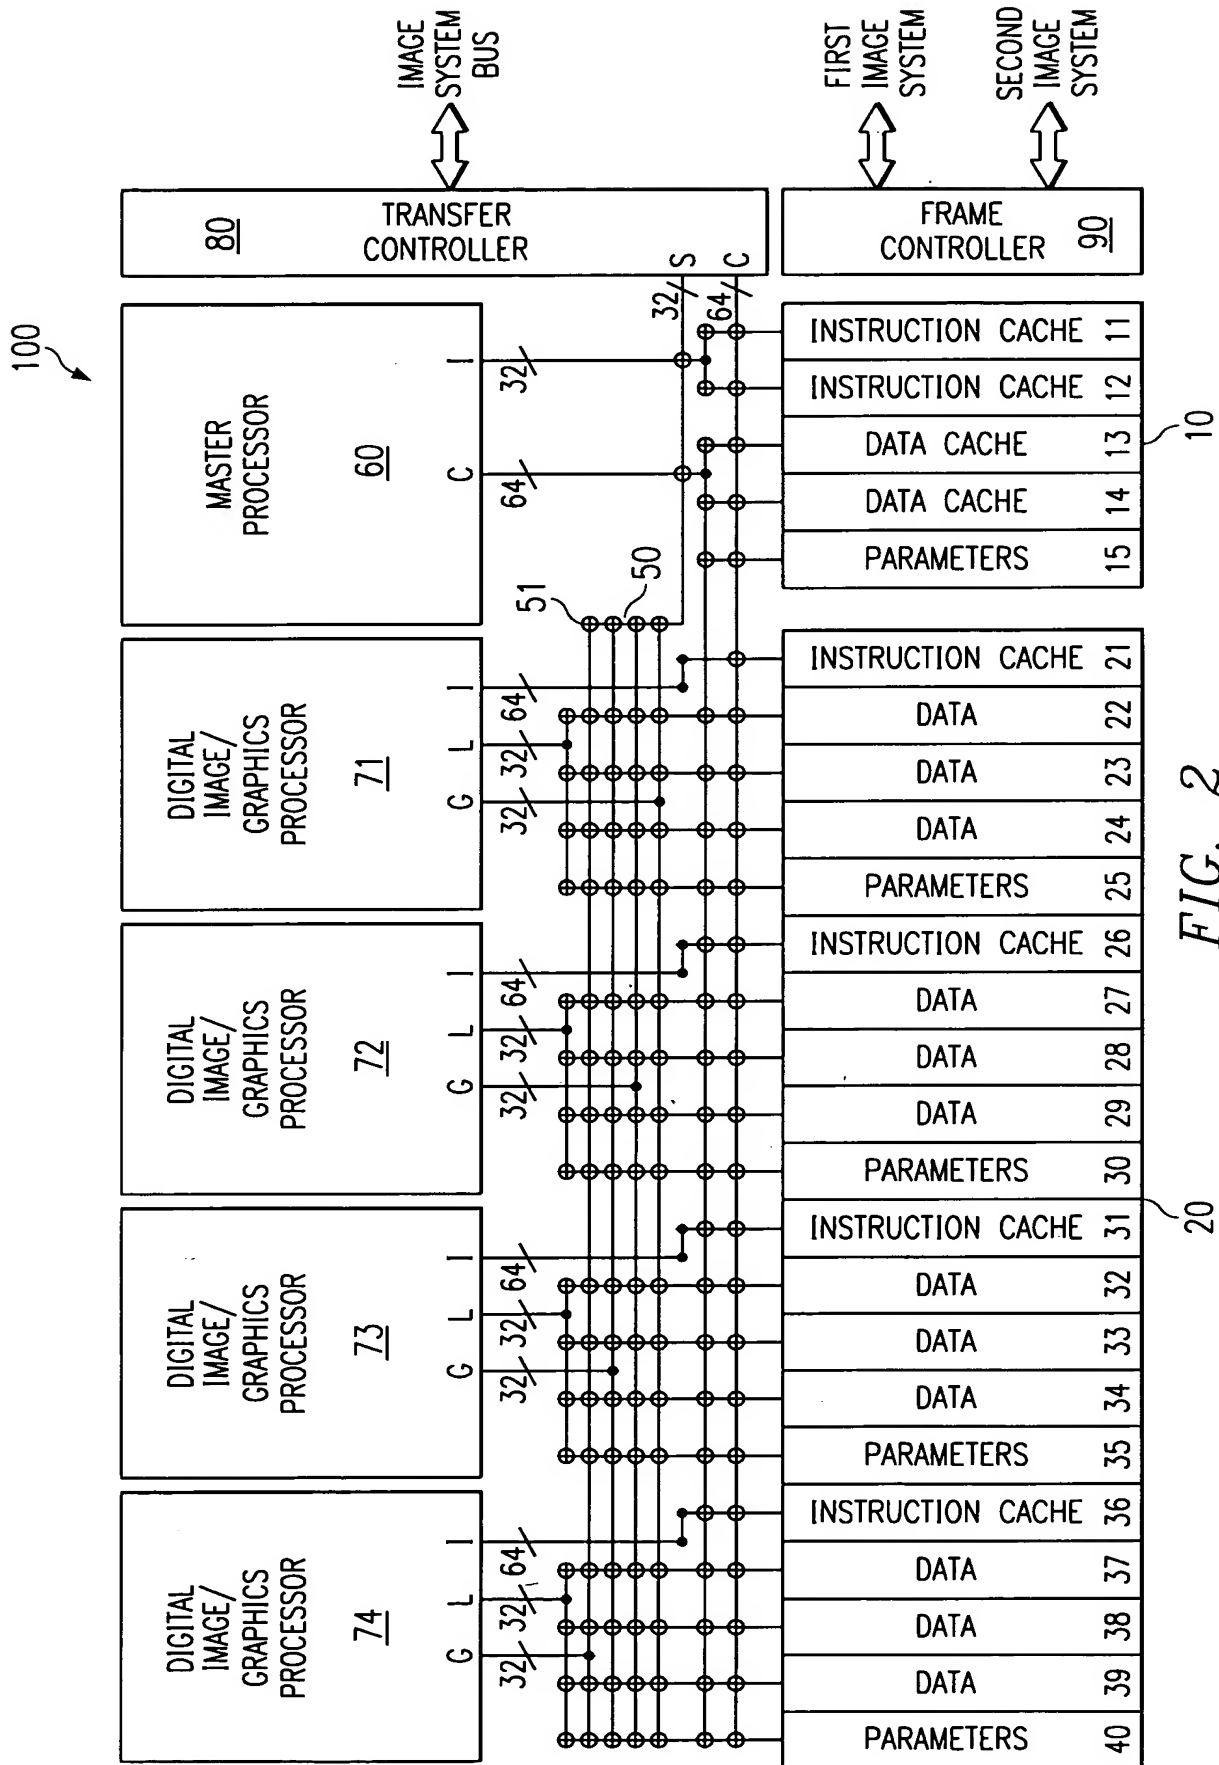 100
IMAGE
SYSTEM
BUS
FIRST
IMAGE
SYSTEM
SECOND
IMAGE
SYSTEM
80
TRANSFER
CONTROLLER
S
C
FRAME
CONTROLLER
90
MASTER
PROCESSOR
60
C
I
64
32
32
64
DIGITAL
IMAGE/
GRAPHICS
PROCESSOR
71
G
L
I
32
32
64
DIGITAL
IMAGE/
GRAPHICS
PROCESSOR
72
G
L
I
32
32
64
DIGITAL
IMAGE/
GRAPHICS
PROCESSOR
73
G
L
I
32
32
64
DIGITAL
IMAGE/
GRAPHICS
PROCESSOR
74
G
L
I
32
32
64
51
50
INSTRUCTION CACHE 11
INSTRUCTION CACHE 12
DATA CACHE 13
DATA CACHE 14
PARAMETERS 15
10
INSTRUCTION CACHE 21
DATA 22
DATA 23
DATA 24
PARAMETERS 25
INSTRUCTION CACHE 26
DATA 27
DATA 28
DATA 29
PARAMETERS 30
INSTRUCTION CACHE 31
DATA 32
DATA 33
DATA 34
PARAMETERS 35
INSTRUCTION CACHE 36
DATA 37
DATA 38
DATA 39
PARAMETERS 40
20
FIG. 2